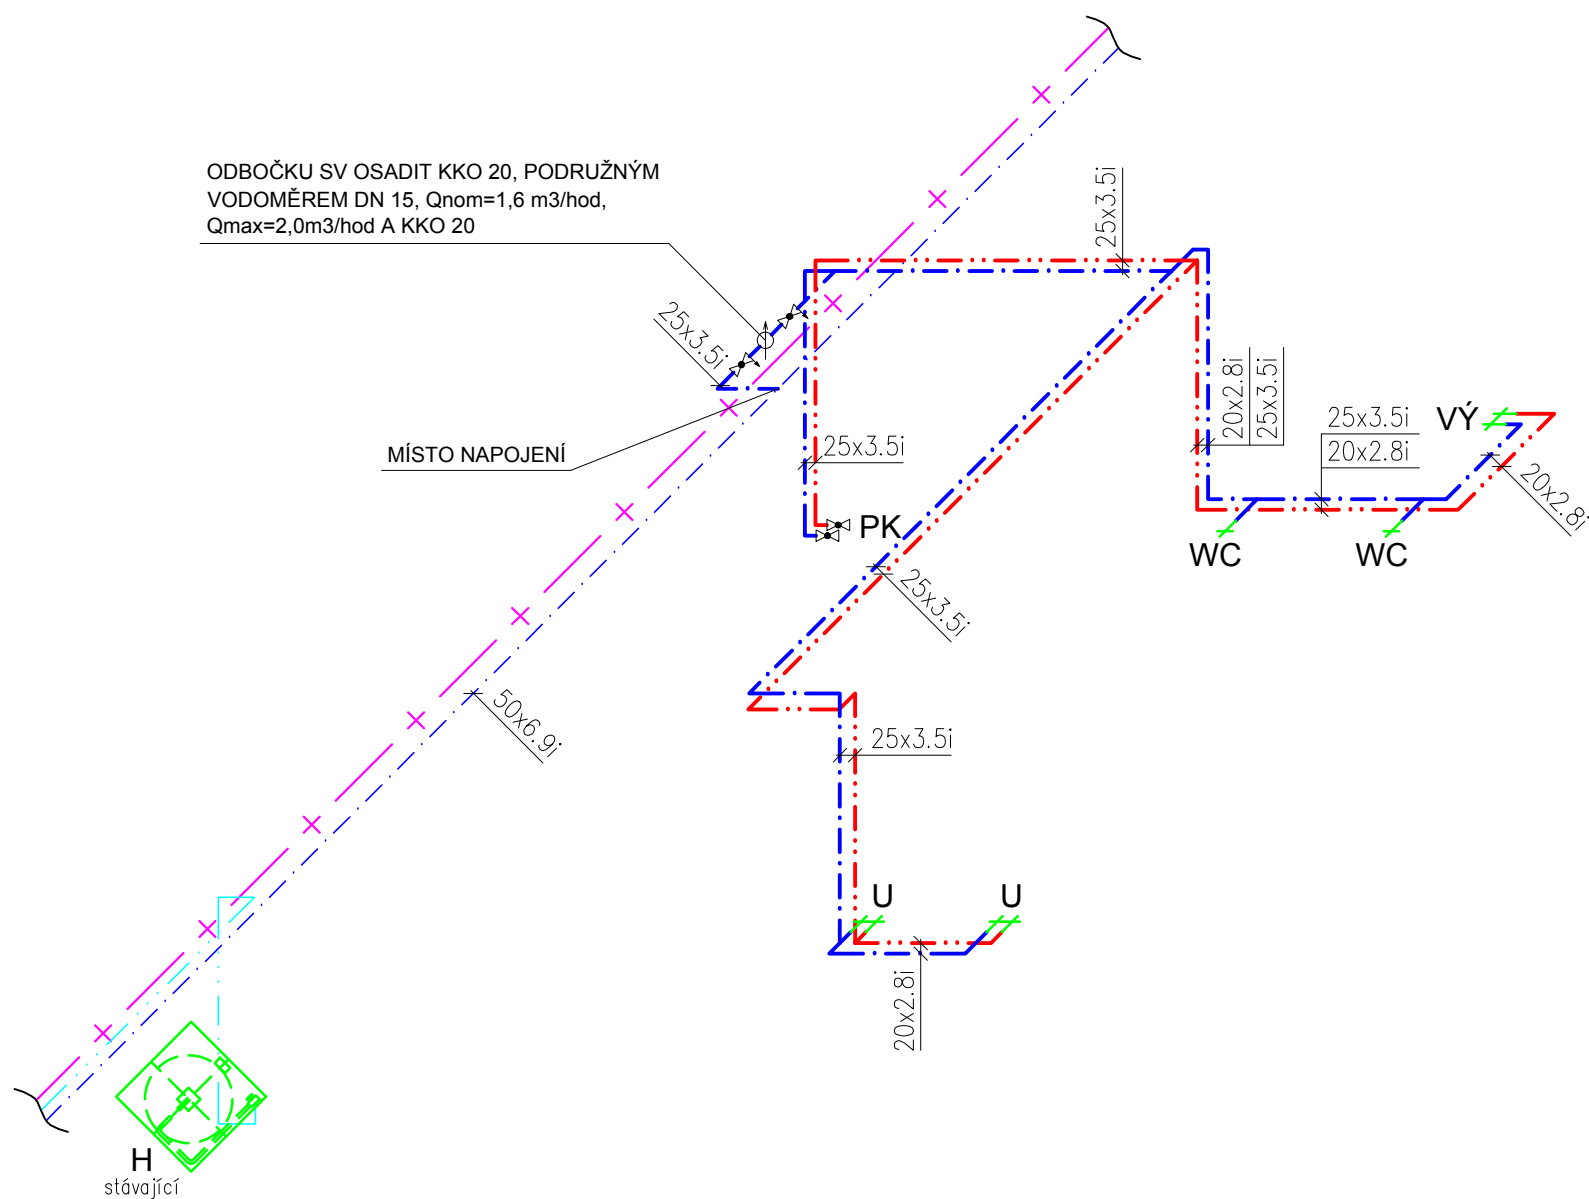 ODBOČKU SV OSADIT KKO 20, PODRUŽNÝM
VODOMĚREM DN 15, Qnom=1,6 m3/hod,
Qmax=2,0m3/hod A KKO 20
25x3.5i
25x3.5i
MÍSTO NAPOJENÍ
25x3.5i
20x2.8i
25x3.5i
25x3.5i
20x2.8i
VÝ
20x2.8i
PK
WC
WC
25x3.5i
50x6.9i
25x3.5i
U
U
20x2.8i
H
stávající